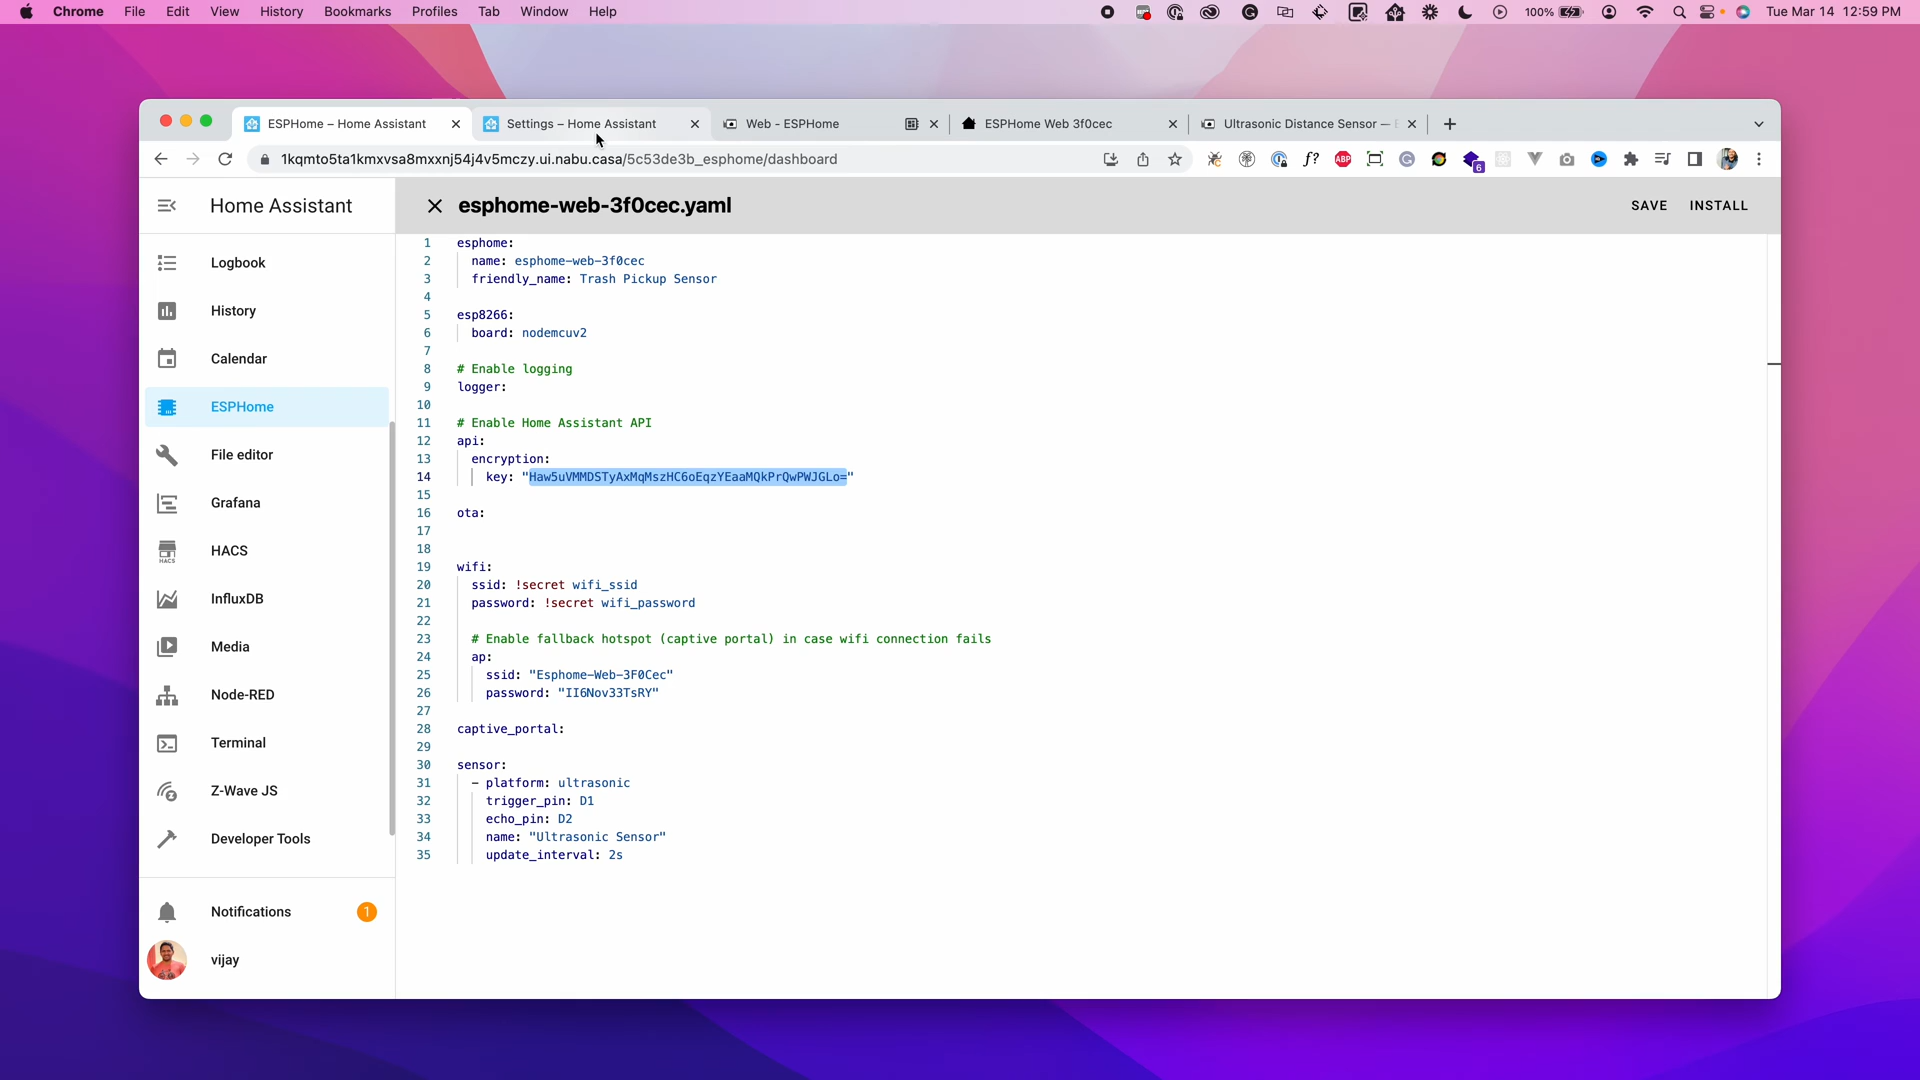 Chrome File Edit View History Bookmarks Profiles Tab Window Help 100% Tue Mar 14 12:59 PM
ESPHome – Home Assistant Settings – Home Assistant Web - ESPHome ESPHome Web 3f0cec Ultrasonic Distance Sensor —
1kqmto5ta1kmxvsa8mxxnj54j4v5mczy.ui.nabu.casa/5c53de3b_esphome/dashboard f? ABP 6
Home Assistant
esphome-web-3f0cec.yaml SAVE INSTALL
Logbook
History
Calendar
ESPHome
File editor
Grafana
HACS
HACS
InfluxDB
Media
Node-RED
Terminal
Z-Wave JS
Developer Tools
Notifications 1
vijay
1 esphome:
2 name: esphome-web-3f0cec
3 friendly_name: Trash Pickup Sensor
4
5 esp8266:
6 board: nodemcuv2
7
8 # Enable logging
9 logger:
10
11 # Enable Home Assistant API
12 api:
13 encryption:
14 key: "Haw5uVMMDSTyAxMqMszHC6oEqzYEaaMQkPrQwPWJGLo="
15
16 ota:
17
18
19 wifi:
20 ssid: !secret wifi_ssid
21 password: !secret wifi_password
22
23 # Enable fallback hotspot (captive portal) in case wifi connection fails
24 ap:
25 ssid: "Esphome-Web-3F0Cec"
26 password: "II6Nov33TsRY"
27
28 captive_portal:
29
30 sensor:
31 - platform: ultrasonic
32 trigger_pin: D1
33 echo_pin: D2
34 name: "Ultrasonic Sensor"
35 update_interval: 2s